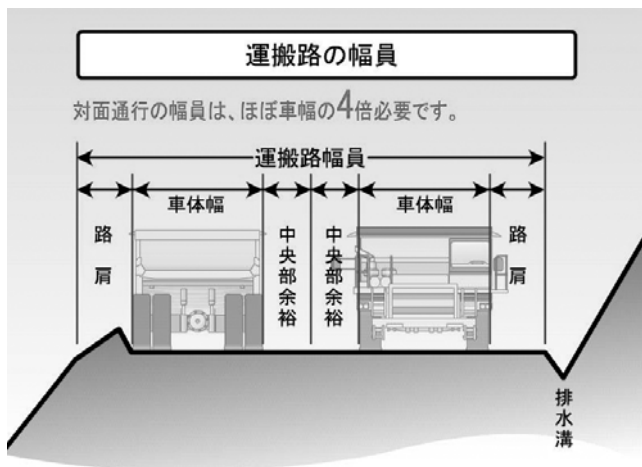 運搬路の幅員
対面通行の幅員は、ほぼ車幅の4倍必要です。
運搬路幅員
路肩
車体幅
中央部余裕
中央部余裕
車体幅
路肩
排水溝